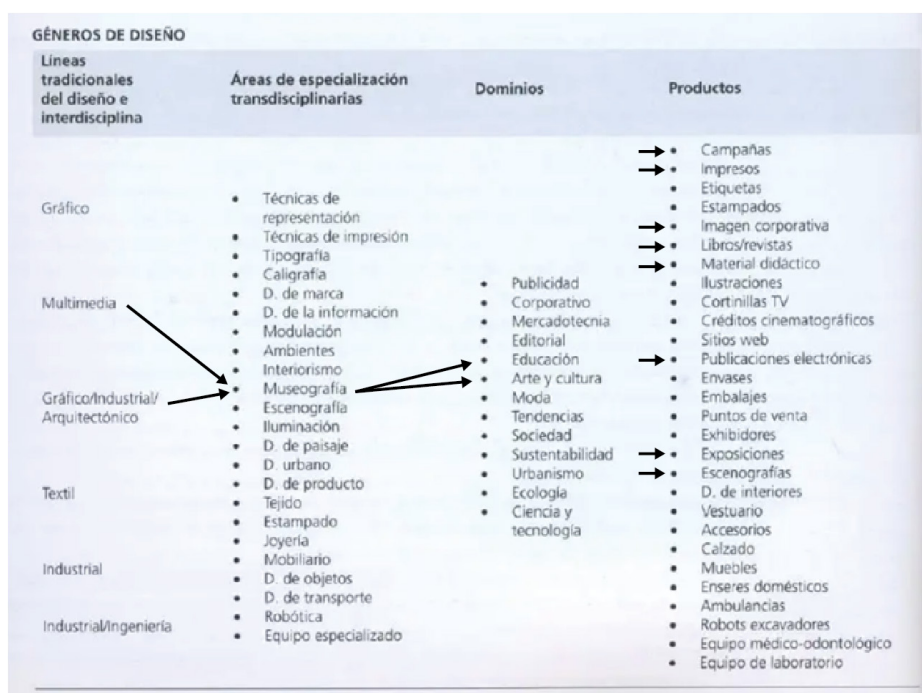 GÉNEROS DE DISEÑO
Líneas
tradicionales
del diseño e
interdisciplina
Áreas de especialización
transdisciplinarias
Dominios
Productos
Gráfico
Multimedia
Gráfico/Industrial/
Arquitectónico
Textil
Industrial
Industrial/Ingeniería
• Técnicas de
representación
• Técnicas de impresión
• Tipografía
• Caligrafía
• D. de marca
• D. de la información
• Modulación
• Ambientes
• Interiorismo
• Museografía
• Escenografía
• Iluminación
• D. de paisaje
• D. urbano
• D. de producto
• Tejido
• Estampado
• Joyería
• Mobiliario
• D. de objetos
• D. de transporte
• Robótica
• Equipo especializado
• Publicidad
• Corporativo
• Mercadotecnia
• Editorial
• Educación
• Arte y cultura
• Moda
• Tendencias
• Sociedad
• Sustentabilidad
• Urbanismo
• Ecología
• Ciencia y
tecnología
• Campañas
• Impresos
• Etiquetas
• Estampados
• Imagen corporativa
• Libros/revistas
• Material didáctico
• Ilustraciones
• Cortinillas TV
• Créditos cinematográficos
• Sitios web
• Publicaciones electrónicas
• Envases
• Embalajes
• Puntos de venta
• Exhibidores
• Exposiciones
• Escenografías
• D. de interiores
• Vestuario
• Accesorios
• Calzado
• Muebles
• Enseres domésticos
• Ambulancias
• Robots excavadores
• Equipo médico-odontológico
• Equipo de laboratorio